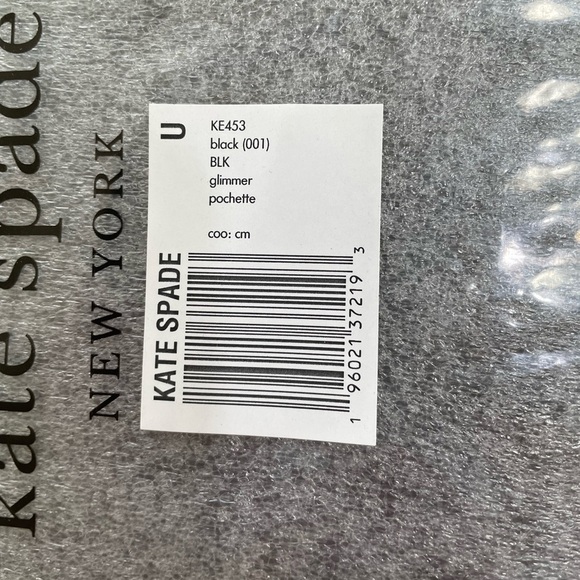 kate spade
NEW YORK
U
KE453
black (001)
BLK
glimmer
pochette
coo: cm
KATE SPADE
1 96021 37219 3